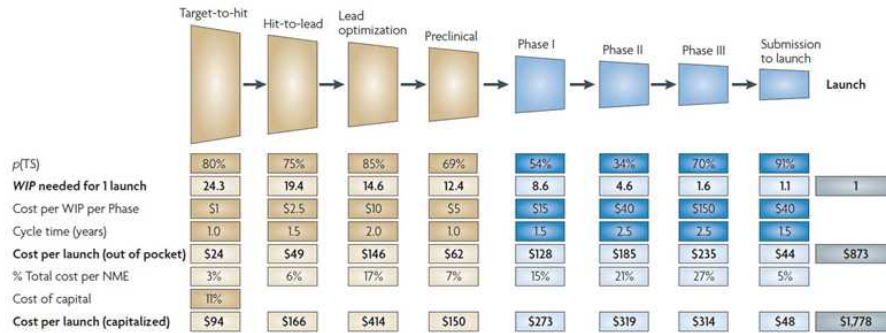 Target-to-hit Hit-to-lead Lead optimization Preclinical Phase I Phase II Phase III Submission to launch Launch
p(TS) 80% 75% 85% 69% 54% 34% 70% 91%
WIP needed for 1 launch 24.3 19.4 14.6 12.4 8.6 4.6 1.6 1.1 1
Cost per WIP per Phase $1 $2.5 $10 $5 $15 $40 $150 $40
Cycle time (years) 1.0 1.5 2.0 1.0 1.5 2.5 2.5 1.5
Cost per launch (out of pocket) $24 $49 $146 $62 $128 $185 $235 $44 $873
% Total cost per NME 3% 6% 17% 7% 15% 21% 27% 5%
Cost of capital 11%
Cost per launch (capitalized) $94 $166 $414 $150 $273 $319 $314 $48 $1,778